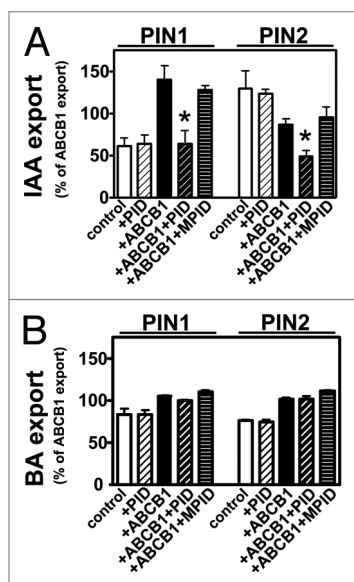 A
PIN1 PIN2
IAA export
(% of ABCB1 export)
150
100
50
0
*
*
control
+PID
+ABCB1
+ABCB1+PID
+ABCB1+MPID
control
+PID
+ABCB1
+ABCB1+PID
+ABCB1+MPID
B
PIN1 PIN2
BA export
(% of ABCB1 export)
150
100
50
0
control
+PID
+ABCB1
+ABCB1+PID
+ABCB1+MPID
control
+PID
+ABCB1
+ABCB1+PID
+ABCB1+MPID